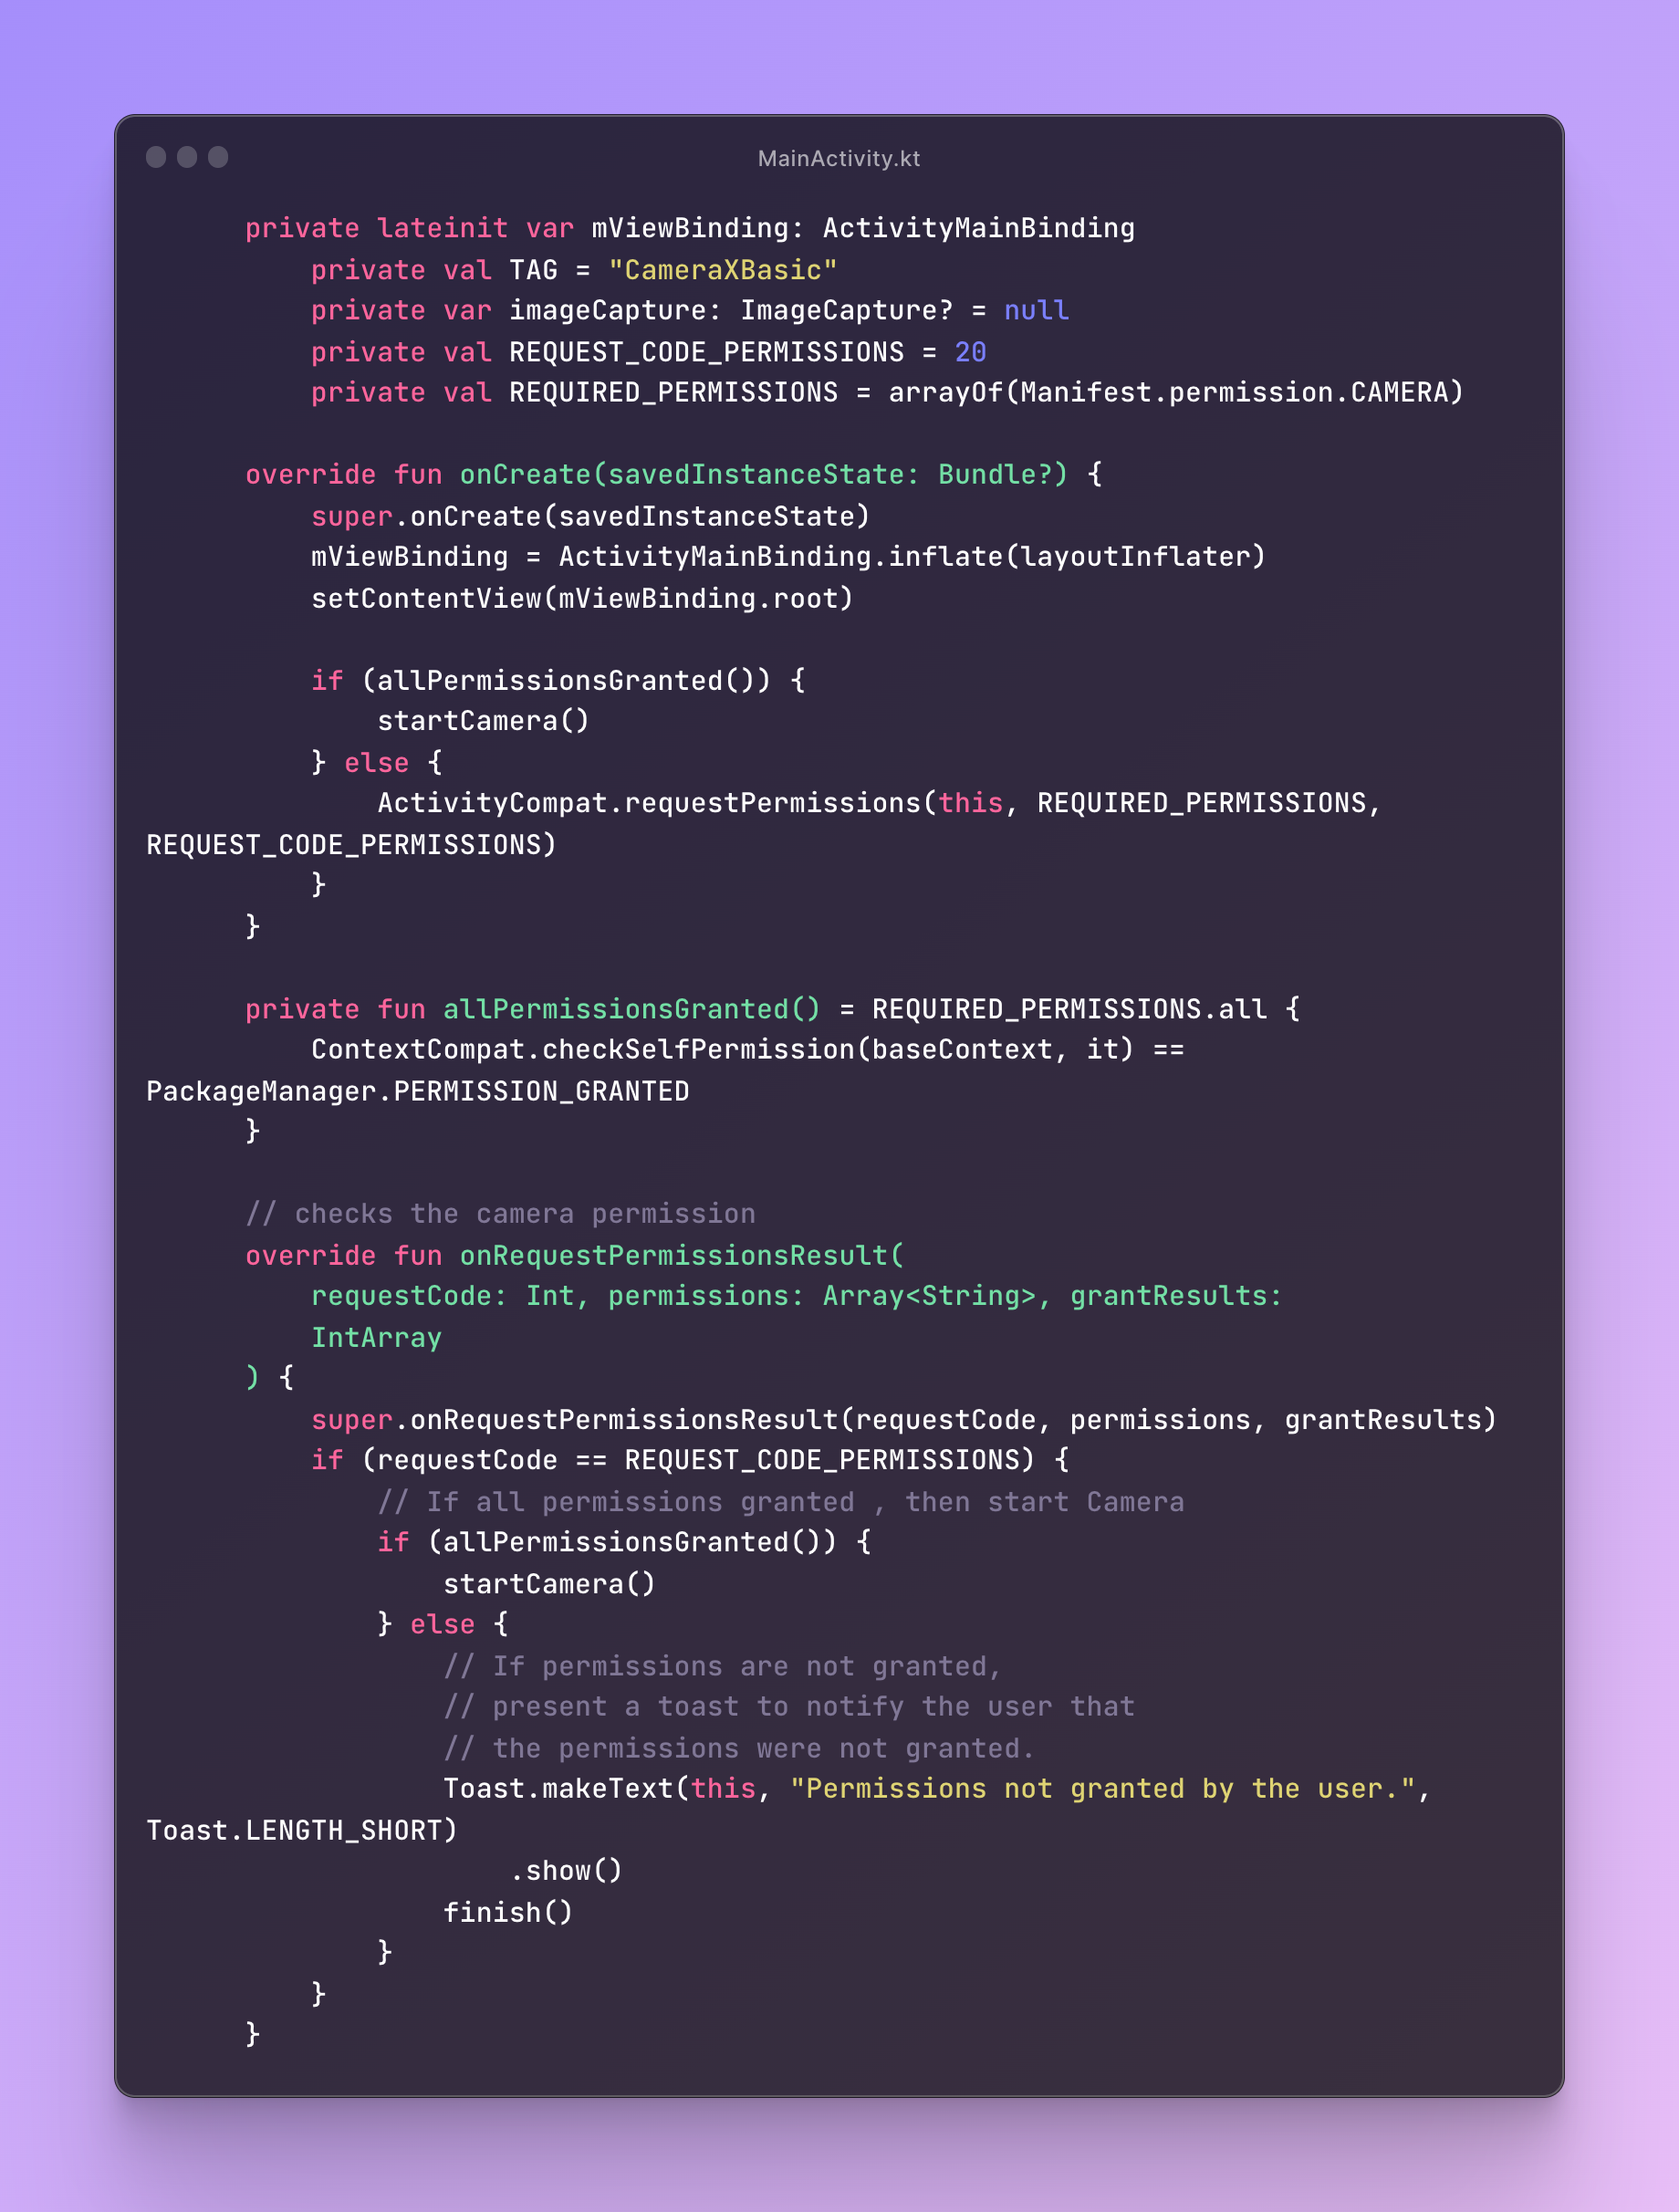 MainActivity.kt
private lateinit var mViewBinding: ActivityMainBinding
private val TAG = "CameraXBasic"
private var imageCapture: ImageCapture? = null
private val REQUEST_CODE_PERMISSIONS = 20
private val REQUIRED_PERMISSIONS = arrayOf(Manifest.permission.CAMERA)
override fun onCreate(savedInstanceState: Bundle?) {
super.onCreate(savedInstanceState)
mViewBinding = ActivityMainBinding.inflate(layoutInflater)
setContentView(mViewBinding.root)
if (allPermissionsGranted()) {
startCamera()
} else {
ActivityCompat.requestPermissions(this, REQUIRED_PERMISSIONS,
REQUEST_CODE_PERMISSIONS)
}
}
private fun allPermissionsGranted() = REQUIRED_PERMISSIONS.all {
ContextCompat.checkSelfPermission(baseContext, it) ==
PackageManager.PERMISSION_GRANTED
}
// checks the camera permission
override fun onRequestPermissionsResult(
requestCode: Int, permissions: Array<String>, grantResults:
IntArray
) {
super.onRequestPermissionsResult(requestCode, permissions, grantResults)
if (requestCode == REQUEST_CODE_PERMISSIONS) {
// If all permissions granted , then start Camera
if (allPermissionsGranted()) {
startCamera()
} else {
// If permissions are not granted,
// present a toast to notify the user that
// the permissions were not granted.
Toast.makeText(this, "Permissions not granted by the user.",
Toast.LENGTH_SHORT)
.show()
finish()
}
}
}